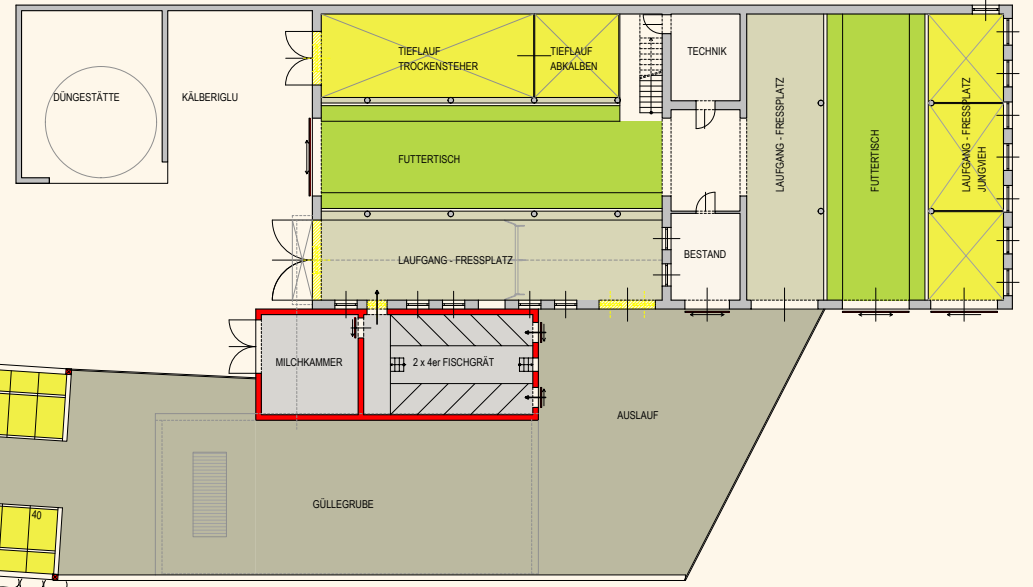 TIEFLAUF
TROCKENSTEHER
TIEFLAUF
ABKALBEN
TECHNIK
DÜNGESTÄTTE
KÄLBERIGLU
FUTTERTISCH
LAUFGANG - FRESSPLATZ
FUTTERTISCH
LAUFGANG - FRESSPLATZ
JUNGVIEH
LAUFGANG - FRESSPLATZ
BESTAND
MILCHKAMMER
2 x 4er FISCHGRÄT
AUSLAUF
GÜLLEGRUBE
40